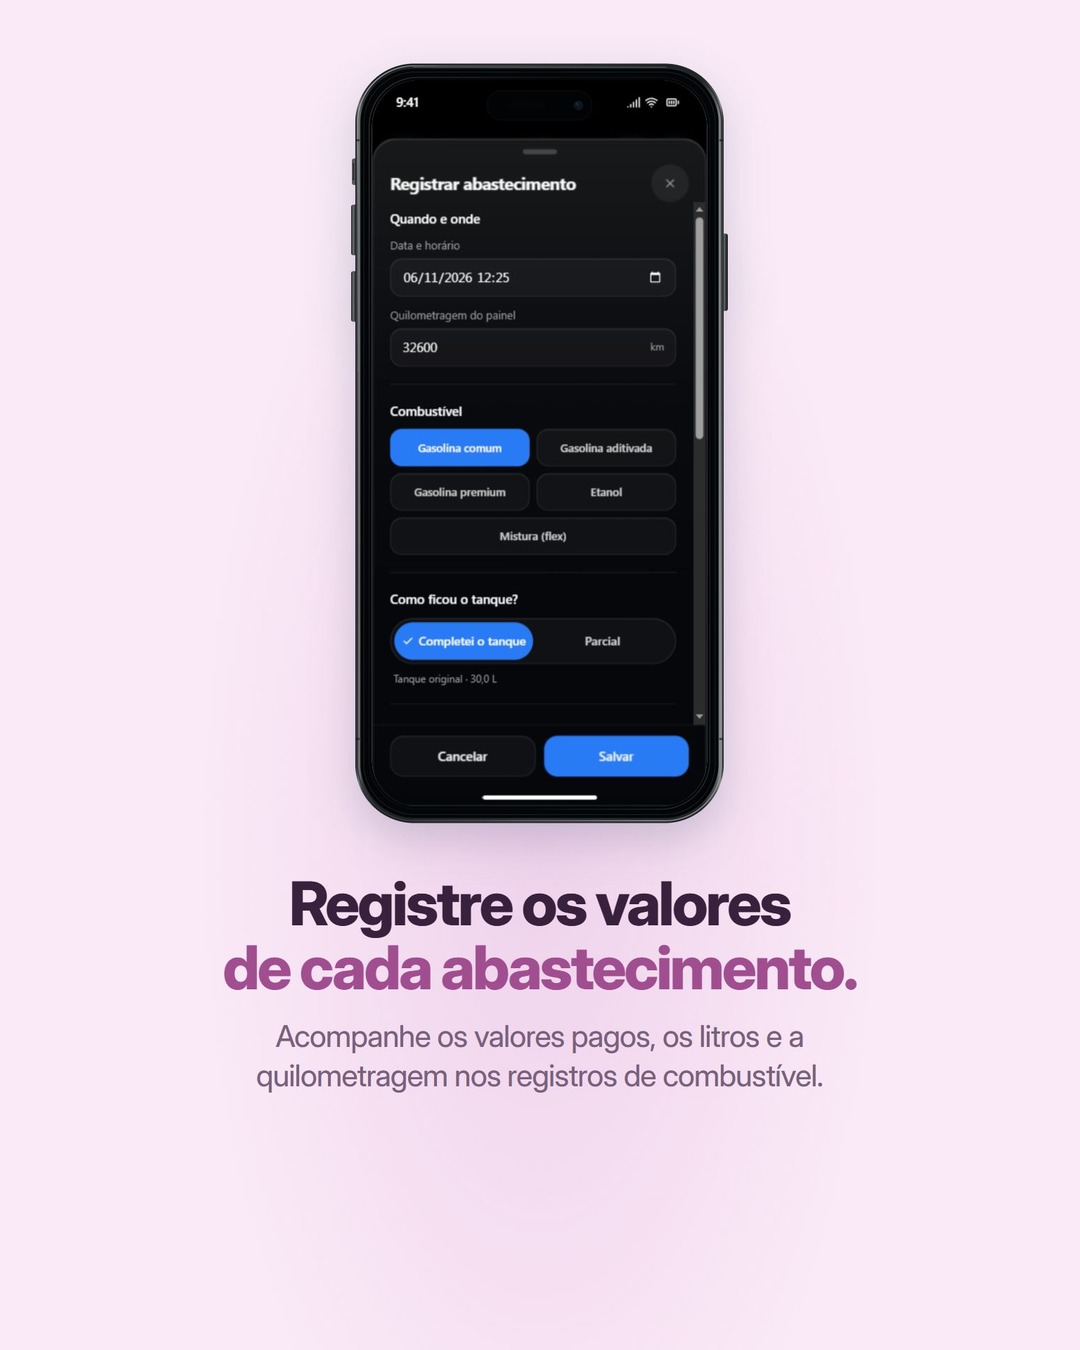 9:41
Registrar abastecimento
Quando e onde
Data e horário
06/11/2026 12:25
Quilometragem do painel
32600 km
Combustível
Gasolina comum Gasolina aditivada
Gasolina premium Etanol
Mistura (flex)
Como ficou o tanque?
Completei o tanque Parcial
Tanque original · 30,0 L
Cancelar Salvar
Registre os valores
de cada abastecimento.
Acompanhe os valores pagos, os litros e a
quilometragem nos registros de combustível.